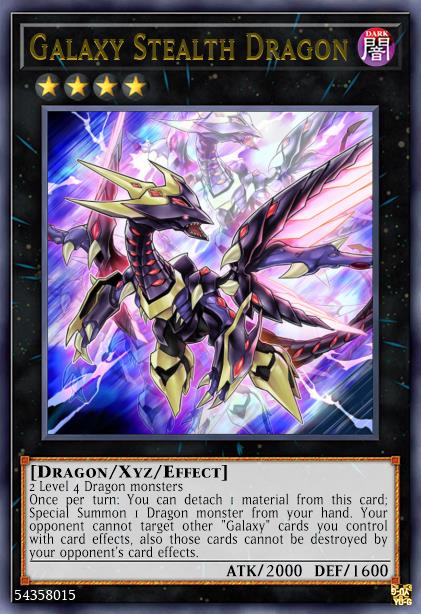 Galaxy Stealth Dragon
DARK
闇
[Dragon/Xyz/Effect]
2 Level 4 Dragon monsters
Once per turn: You can detach 1 material from this card;
Special Summon 1 Dragon monster from your hand. Your
opponent cannot target other "Galaxy" cards you control
with card effects, also those cards cannot be destroyed by
your opponent's card effects.
ATK/2000 DEF/1600
54358015